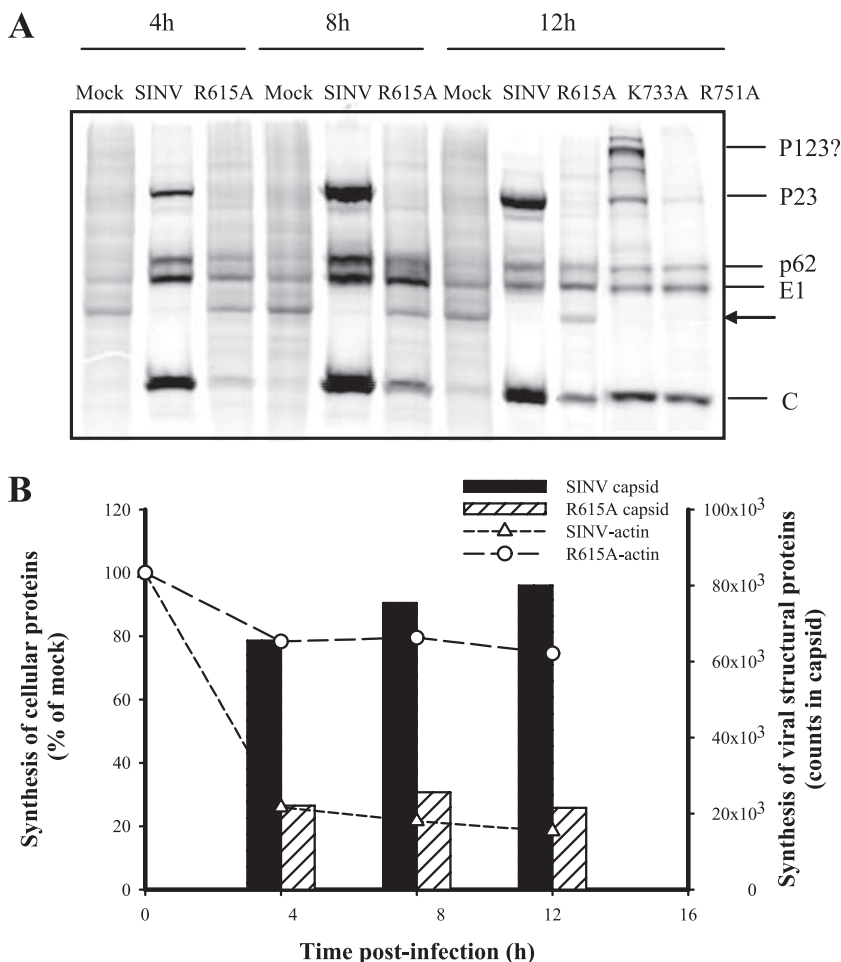 A
4h 8h 12h
Mock SINV R615A Mock SINV R615A Mock SINV R615A K733A R751A
P123?
P23
p62
E1
C
B
SINV capsid
R615A capsid
SINV-actin
R615A-actin
Synthesis of cellular proteins
(% of mock)
120
100
80
60
40
20
0
100x10³
80x10³
60x10³
40x10³
20x10³
0
Synthesis of viral structural proteins
(counts in capsid)
0 4 8 12 16
Time post-infection (h)